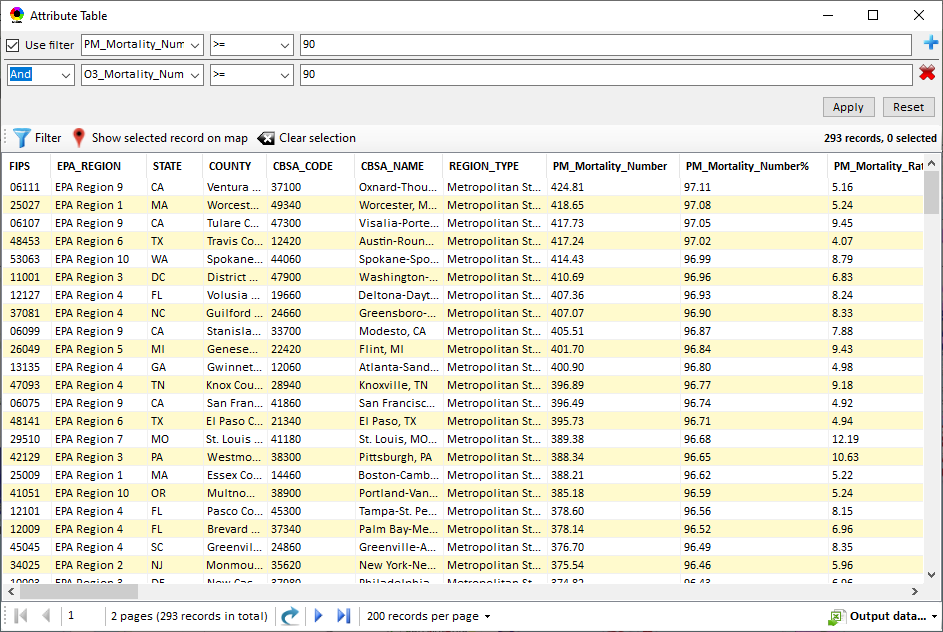 Attribute Table
Use filter PM_Mortality_Num >= 90
And O3_Mortality_Num >= 90
Apply Reset
Filter Show selected record on map Clear selection 293 records, 0 selected
FIPS EPA_REGION STATE COUNTY CBSA_CODE CBSA_NAME REGION_TYPE PM_Mortality_Number PM_Mortality_Number% PM_Mortality_Rat
06111 EPA Region 9 CA Ventura ... 37100 Oxnard-Thou... Metropolitan St... 424.81 97.11 5.16
25027 EPA Region 1 MA Worcest... 49340 Worcester, M... Metropolitan St... 418.65 97.08 5.24
06107 EPA Region 9 CA Tulare C... 47300 Visalia-Porte... Metropolitan St... 417.73 97.05 9.45
48453 EPA Region 6 TX Travis Co... 12420 Austin-Roun... Metropolitan St... 417.24 97.02 4.07
53063 EPA Region 10 WA Spokane... 44060 Spokane-Spo... Metropolitan St... 414.43 96.99 8.79
11001 EPA Region 3 DC District ... 47900 Washington-... Metropolitan St... 410.69 96.96 6.83
12127 EPA Region 4 FL Volusia ... 19660 Deltona-Dayt... Metropolitan St... 407.36 96.93 8.24
37081 EPA Region 4 NC Guilford ... 24660 Greensboro-... Metropolitan St... 407.07 96.90 8.33
06099 EPA Region 9 CA Stanisla... 33700 Modesto, CA Metropolitan St... 405.51 96.87 7.88
26049 EPA Region 5 MI Genese... 22420 Flint, MI Metropolitan St... 401.70 96.84 9.43
13135 EPA Region 4 GA Gwinnet... 12060 Atlanta-Sand... Metropolitan St... 400.90 96.80 4.98
47093 EPA Region 4 TN Knox Cou... 28940 Knoxville, TN Metropolitan St... 396.89 96.77 9.18
06075 EPA Region 9 CA San Fran... 41860 San Francisc... Metropolitan St... 396.49 96.74 4.92
48141 EPA Region 6 TX El Paso C... 21340 El Paso, TX Metropolitan St... 395.73 96.71 4.94
29510 EPA Region 7 MO St. Louis ... 41180 St. Louis, MO... Metropolitan St... 389.38 96.68 12.19
42129 EPA Region 3 PA Westmo... 38300 Pittsburgh, PA Metropolitan St... 388.34 96.65 10.63
25009 EPA Region 1 MA Essex Co... 14460 Boston-Camb... Metropolitan St... 388.21 96.62 5.22
41051 EPA Region 10 OR Multno... 38900 Portland-Van... Metropolitan St... 385.18 96.59 5.24
12101 EPA Region 4 FL Pasco Co... 45300 Tampa-St. Pe... Metropolitan St... 378.60 96.56 8.15
12009 EPA Region 4 FL Brevard ... 37340 Palm Bay-Me... Metropolitan St... 378.14 96.52 6.96
45045 EPA Region 4 SC Greenvil... 24860 Greenville-A... Metropolitan St... 376.70 96.49 8.35
34025 EPA Region 2 NJ Monmou... 35620 New York-Ne... Metropolitan St... 375.54 96.46 5.96
10003 EPA Region 3 DE New Cas... 37980 Philadelphia... Metropolitan St... 374.82 96.43 6.96
1 2 pages (293 records in total) 200 records per page Output data...